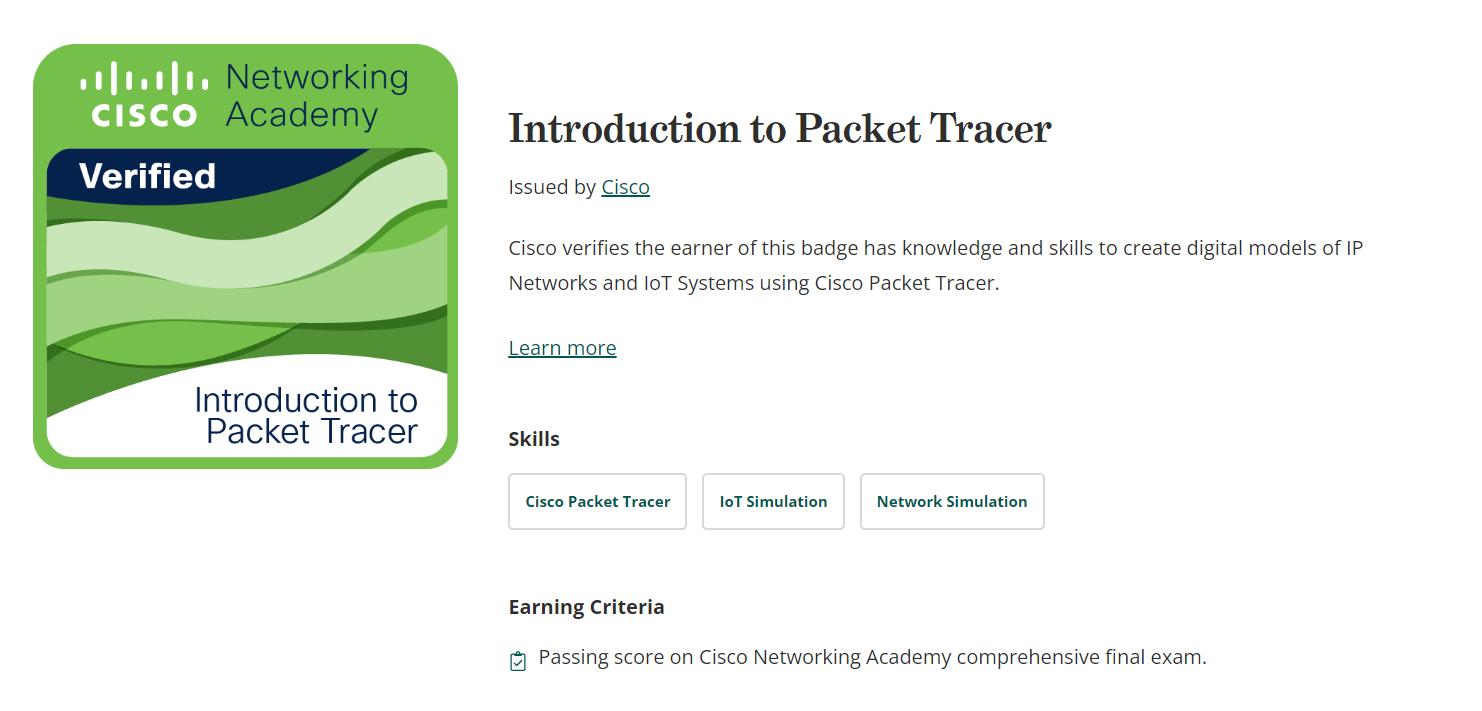 CISCO
Networking
Academy
Verified
Introduction to
Packet Tracer
Introduction to Packet Tracer
Issued by Cisco
Cisco verifies the earner of this badge has knowledge and skills to create digital models of IP
Networks and IoT Systems using Cisco Packet Tracer.
Learn more
Skills
Cisco Packet Tracer
IoT Simulation
Network Simulation
Earning Criteria
Passing score on Cisco Networking Academy comprehensive final exam.